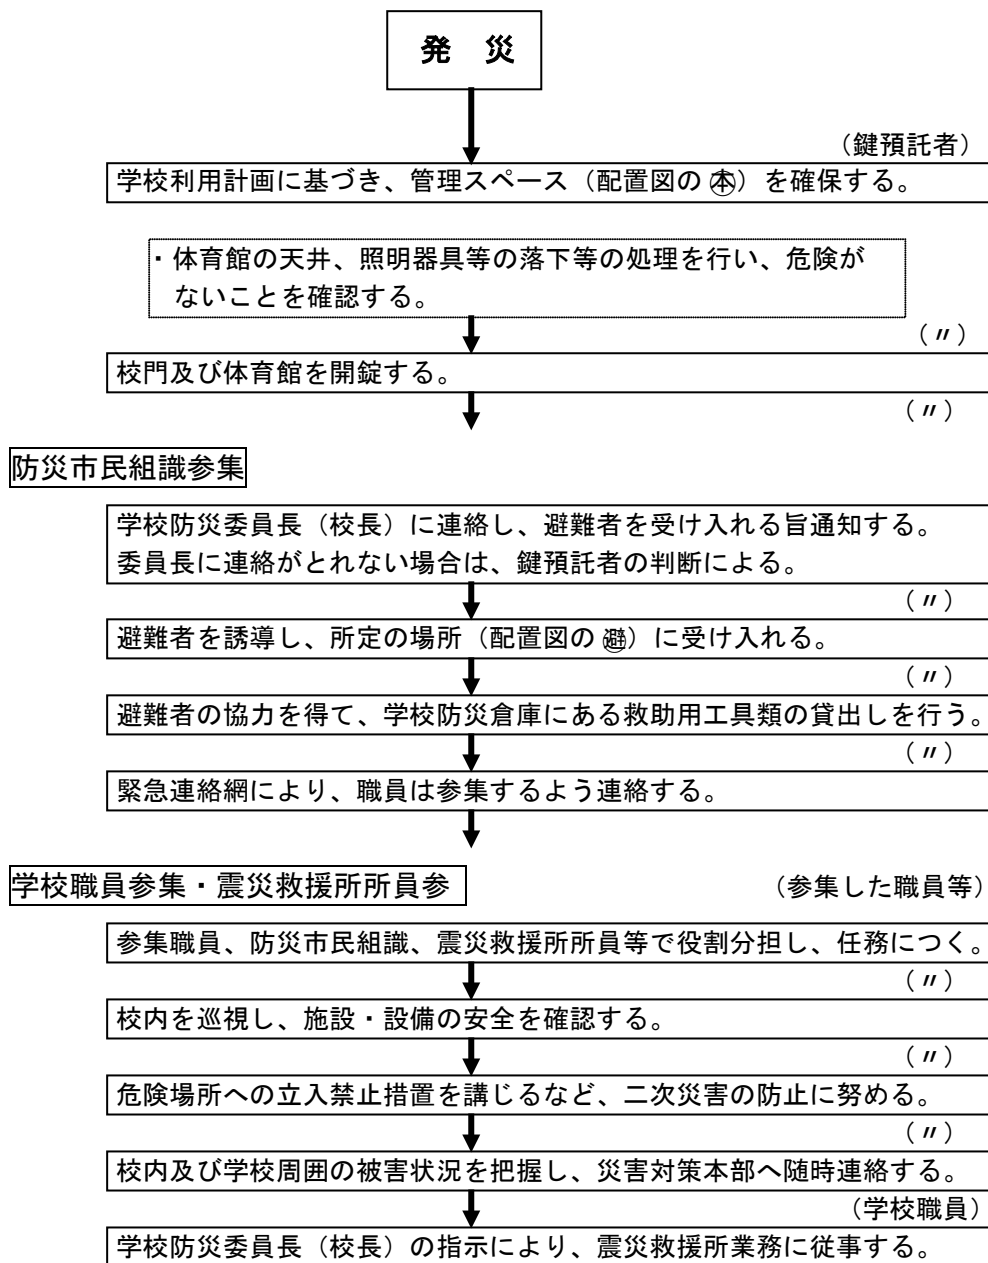 発 災
（鍵預託者）
学校利用計画に基づき、管理スペース（配置図の㊍）を確保する。
・体育館の天井、照明器具等の落下等の処理を行い、危険が
ないことを確認する。
（〃）
校門及び体育館を開錠する。
（〃）
防災市民組識参集
学校防災委員長（校長）に連絡し、避難者を受け入れる旨通知する。
委員長に連絡がとれない場合は、鍵預託者の判断による。
（〃）
避難者を誘導し、所定の場所（配置図の避）に受け入れる。
（〃）
避難者の協力を得て、学校防災倉庫にある救助用工具類の貸出しを行う。
（〃）
緊急連絡網により、職員は参集するよう連絡する。
学校職員参集・震災救援所所員参
（参集した職員等）
参集職員、防災市民組識、震災救援所所員等で役割分担し、任務につく。
（〃）
校内を巡視し、施設・設備の安全を確認する。
（〃）
危険場所への立入禁止措置を講じるなど、二次災害の防止に努める。
（〃）
校内及び学校周囲の被害状況を把握し、災害対策本部へ随時連絡する。
（学校職員）
学校防災委員長（校長）の指示により、震災救援所業務に従事する。